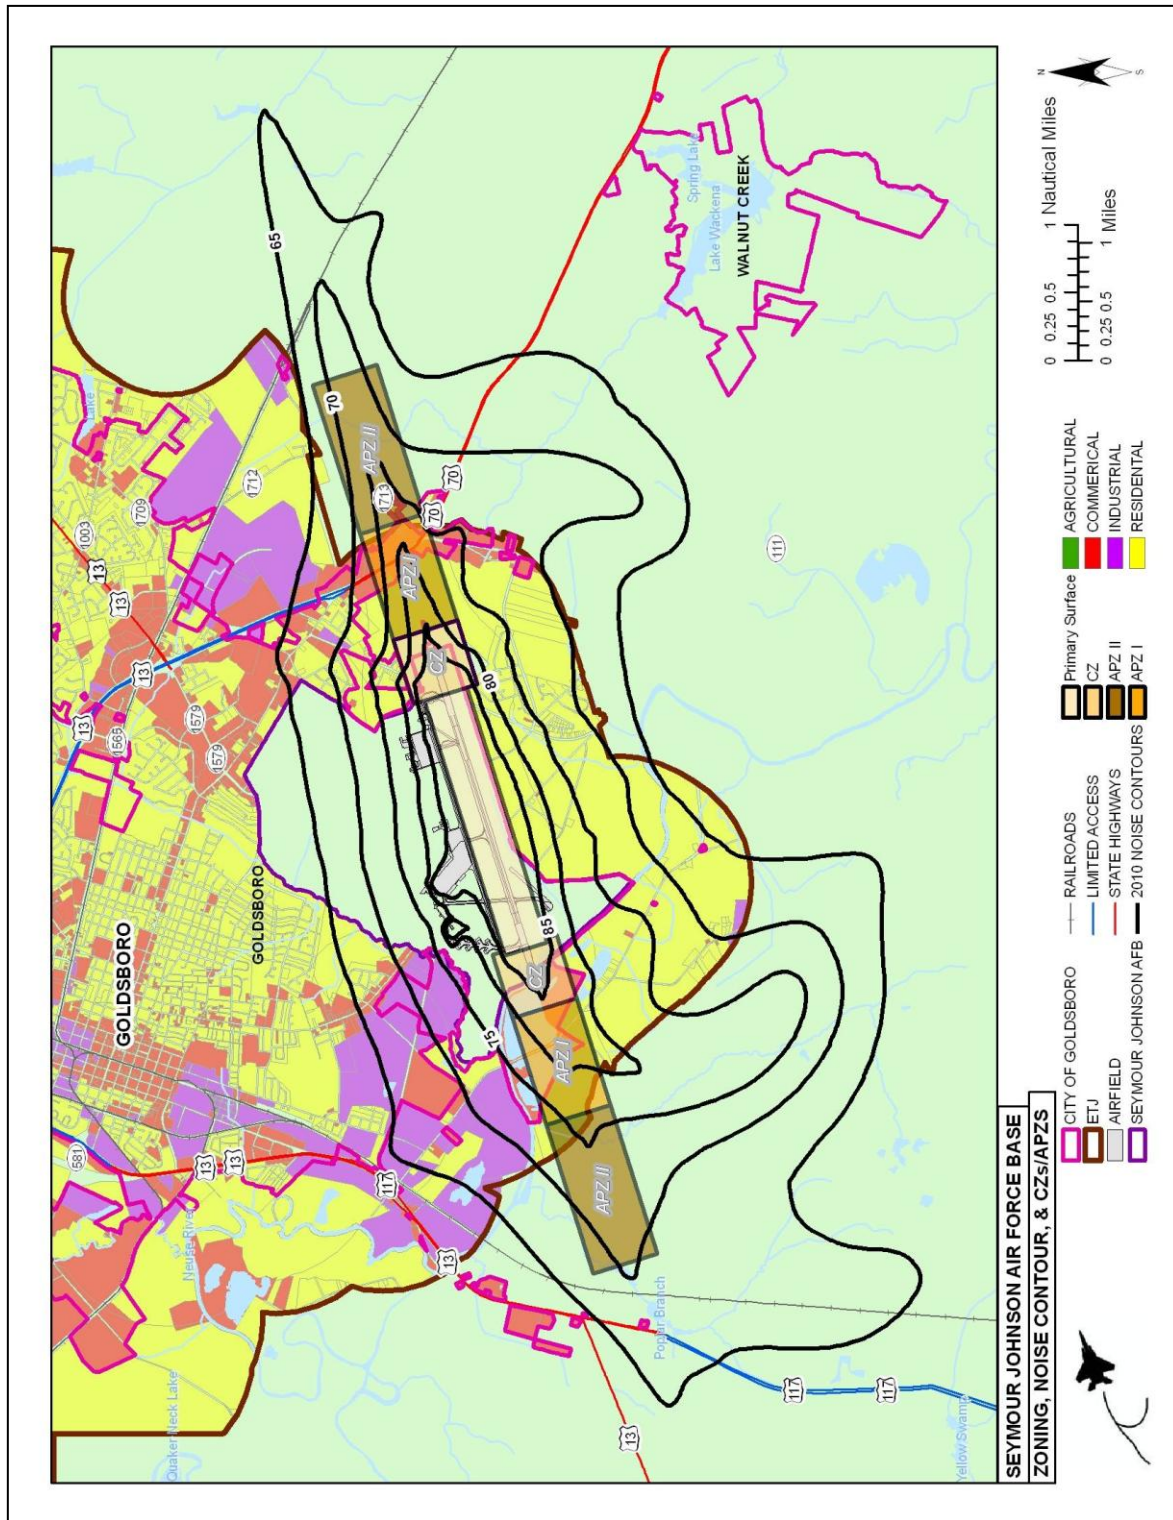 SEYMOUR JOHNSON AIR FORCE BASE
ZONING, NOISE CONTOUR, & CZs/APZS
GOLDSBORO
GOLDSBORO
WALNUT CREEK
Spring Lake
Lake Wackena
Lake
Neuse River
Quaker Neck Lake
Poplar Branch
Yellow Swamp
581
13
13
117
13
13
117
117
13
13
13
13
1003
1709
1712
1565
1579
1579
1713
70
70
111
65
70
75
80
85
APZ II
APZ I
CZ
CZ
APZ I
APZ II
CITY OF GOLDSBORO
ETJ
AIRFIELD
SEYMOUR JOHNSON AFB
RAILROADS
LIMITED ACCESS
STATE HIGHWAYS
2010 NOISE CONTOURS
Primary Surface
CZ
APZ II
APZ I
AGRICULTURAL
COMMERICAL
INDUSTRIAL
RESIDENTAL
0 0.25 0.5 1 Nautical Miles
0 0.25 0.5 1 Miles
N
S